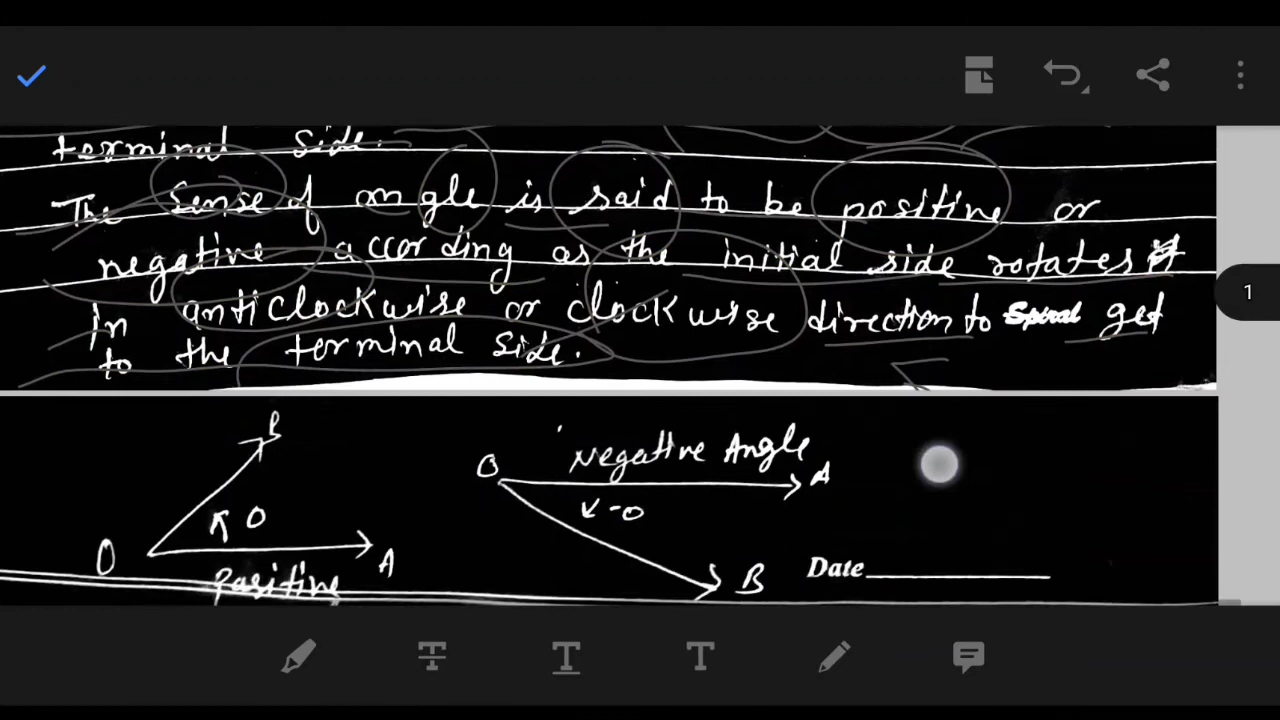 terminal side.
The sense of angle is said to be positive or
negative according as the initial side rotates
in anticlockwise or clockwise direction to get
to the terminal side.
B
O Negative Angle
A
O
-O
O
A
Positive
B
Date
1
T